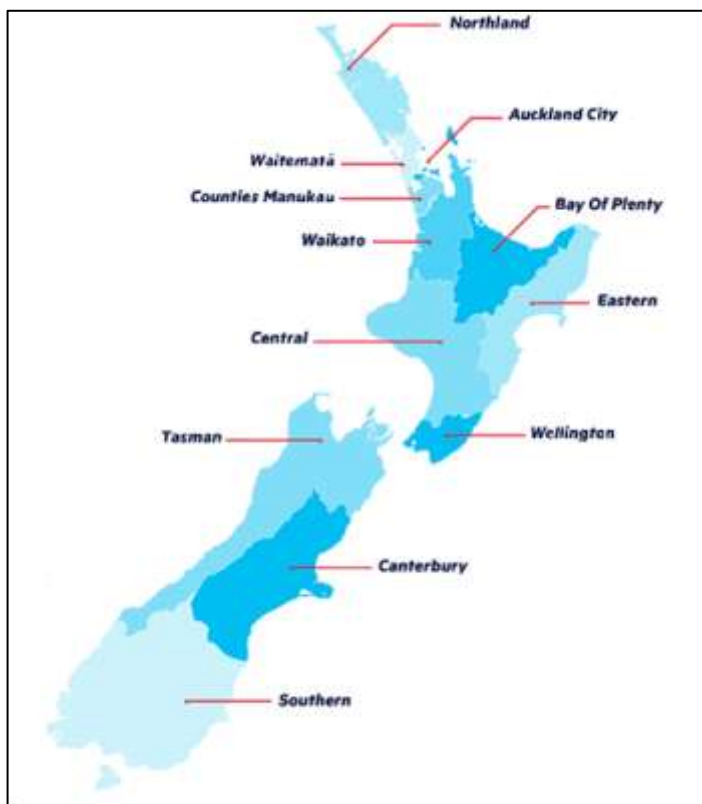 Northland
Auckland City
Waitematā
Counties Manukau
Bay Of Plenty
Waikato
Eastern
Central
Tasman
Wellington
Canterbury
Southern